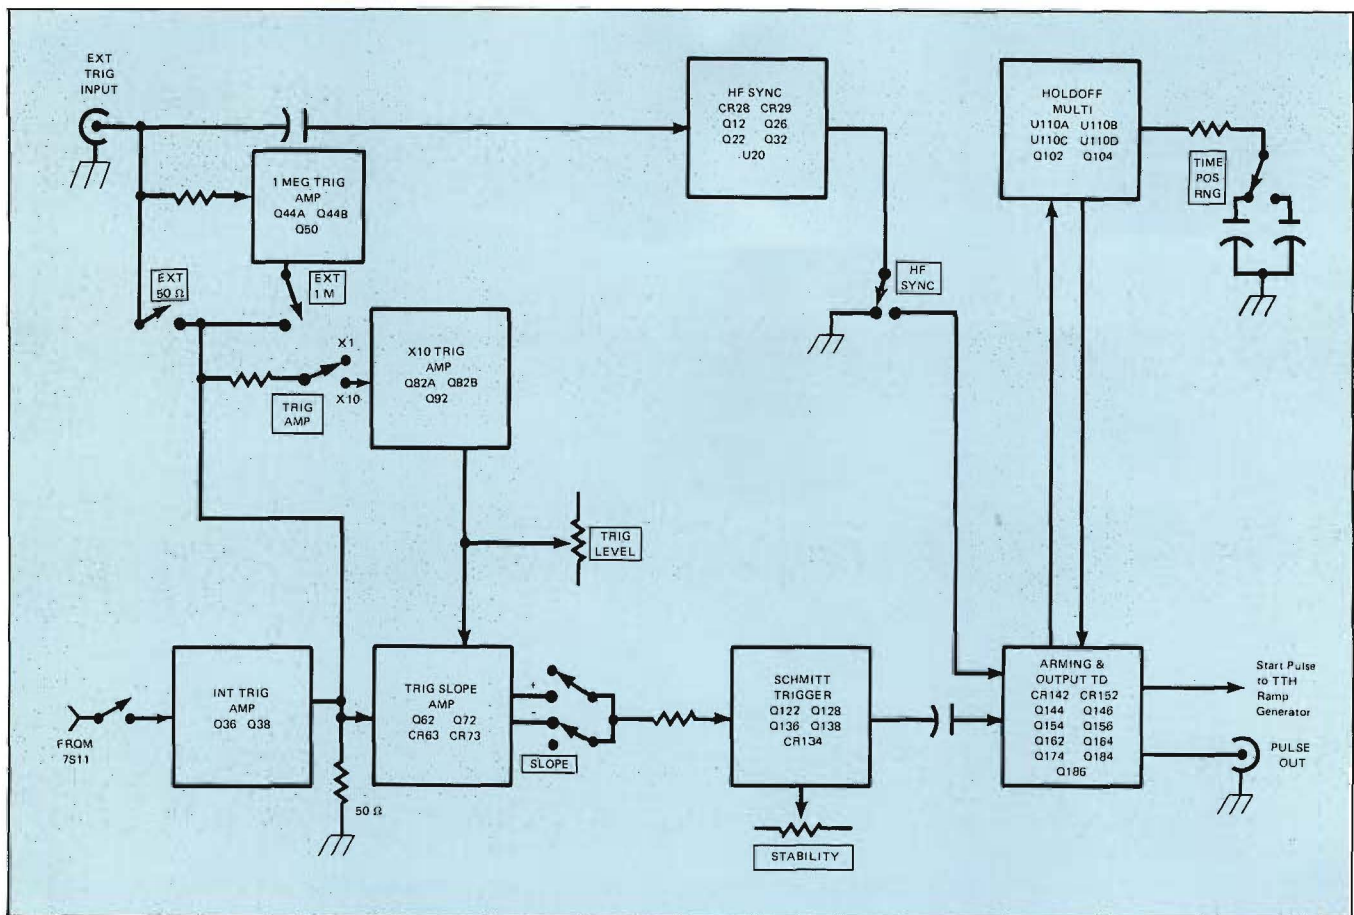 EXT
TRIG
INPUT
1 MEG TRIG
AMP
Q44A Q44B
Q50
EXT
50 Ω
EXT
1 M
HF SYNC
CR28 CR29
Q12 Q26
Q22 Q32
U20
HF
SYNC
HOLDOFF
MULTI
U110A U110B
U110C U110D
Q102 Q104
TIME
POS
RNG
X1
X10
TRIG
AMP
X10 TRIG
AMP
Q82A Q82B
Q92
TRIG
LEVEL
FROM
7S11
INT TRIG
AMP
Q36 Q38
50 Ω
TRIG SLOPE
AMP
Q62 Q72
CR63 CR73
+
-
SLOPE
SCHMITT
TRIGGER
Q122 Q128
Q136 Q138
CR134
STABILITY
ARMING &
OUTPUT TD
CR142 CR152
Q144 Q146
Q154 Q156
Q162 Q164
Q174 Q184
Q186
Start Pulse
to TTH
Ramp
Generator
PULSE
OUT